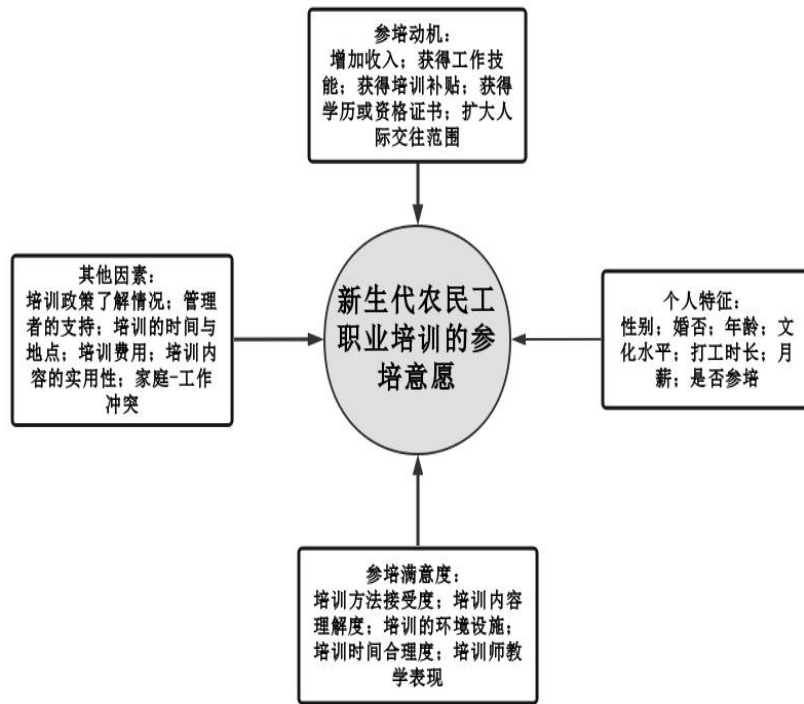 参培动机：
增加收入；获得工作技
能；获得培训补贴；获得
学历或资格证书；扩大人
际交往范围
其他因素：
培训政策了解情况；管理
者的支持；培训的时间与
地点；培训费用；培训内
容的实用性；家庭-工作
冲突
新生代农民工
职业培训的参
培意愿
个人特征：
性别；婚否；年龄；文
化水平；打工时长；月
薪；是否参培
参培满意度：
培训方法接受度；培训内容
理解度；培训的环境设施；
培训时间合理度；培训师教
学表现